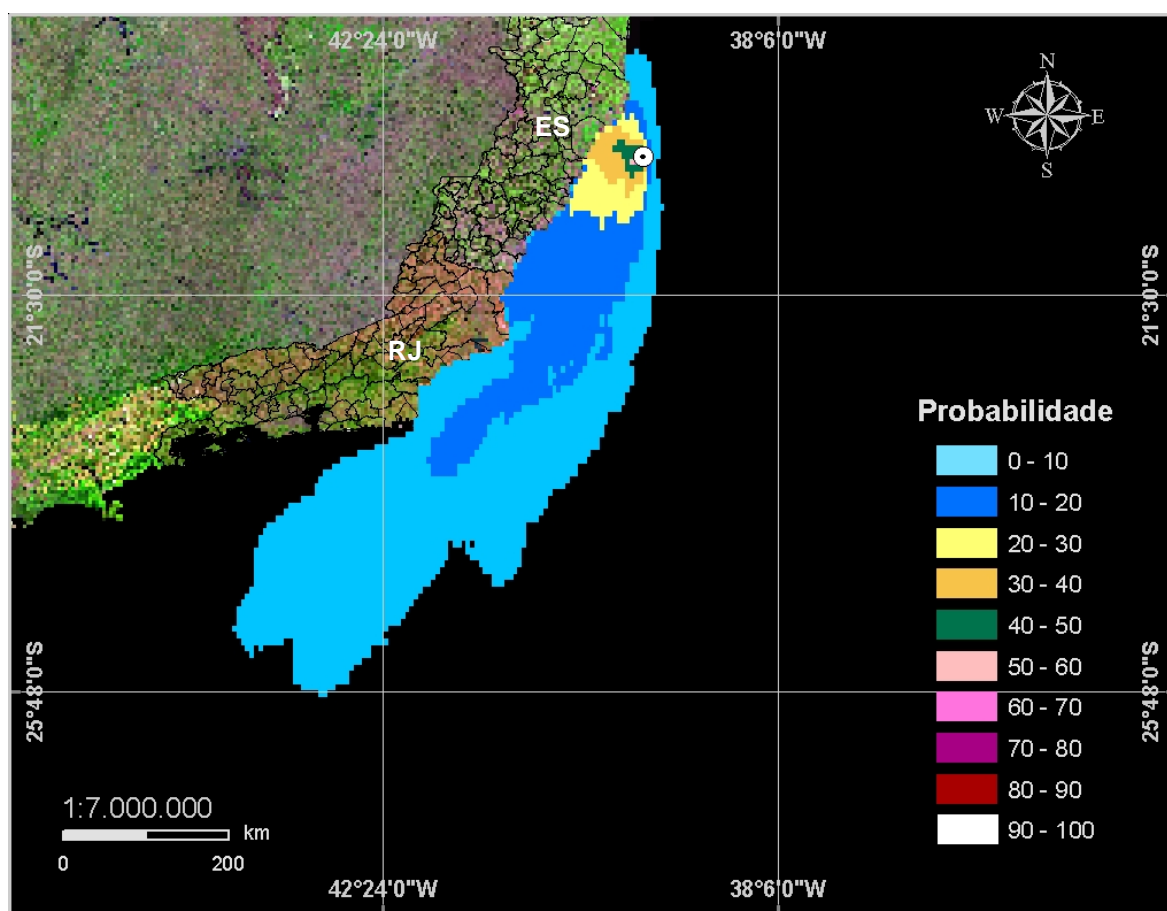 42°24'0"W
38°6'0"W
N
W
E
S
ES
21°30'0"S
21°30'0"S
RJ
Probabilidade
0 - 10
10 - 20
20 - 30
30 - 40
40 - 50
50 - 60
60 - 70
70 - 80
80 - 90
90 - 100
25°48'0"S
25°48'0"S
1:7.000.000
km
0
200
42°24'0"W
38°6'0"W